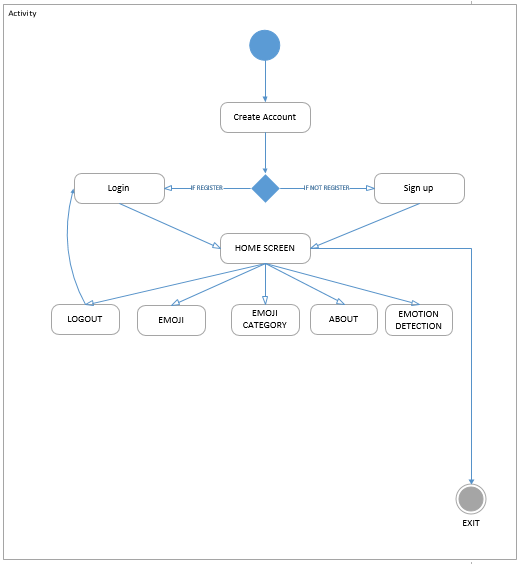 Activity
Create Account
Login
IF REGISTER
IF NOT REGISTER
Sign up
HOME SCREEN
LOGOUT
EMOJI
EMOJI
CATEGORY
ABOUT
EMOTION
DETECTION
EXIT